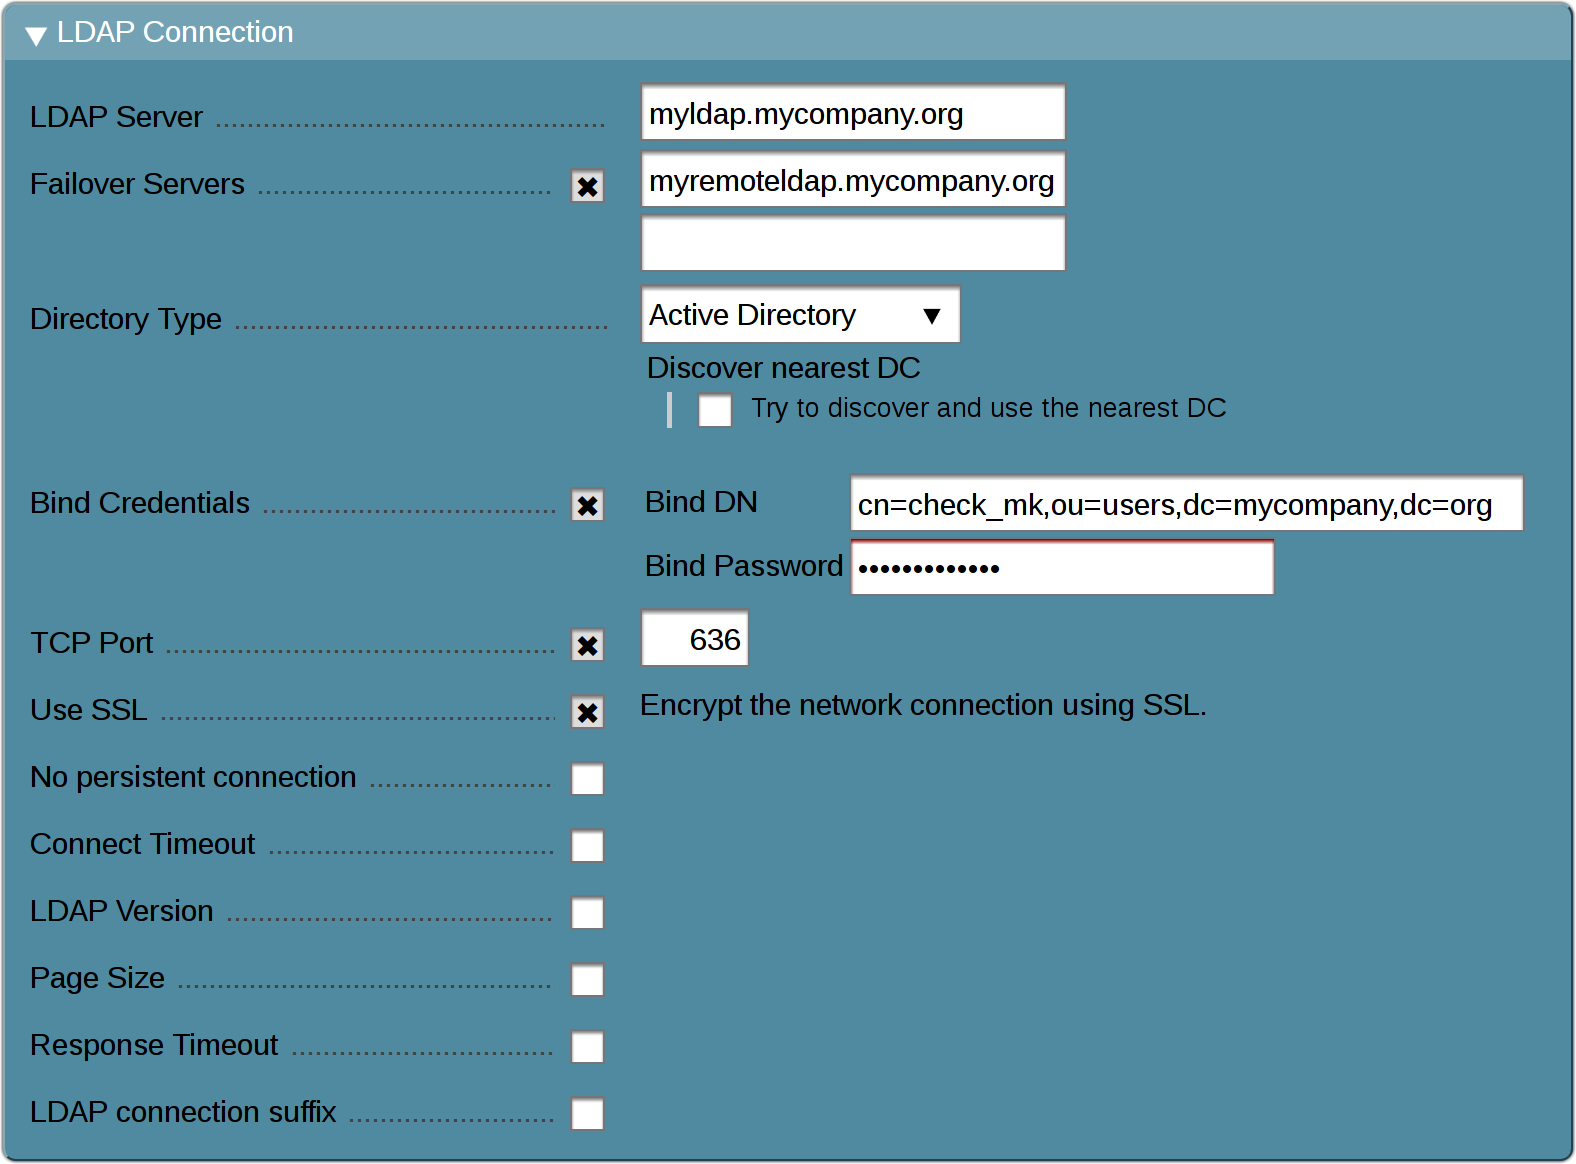 LDAP Connection
LDAP Server myldap.mycompany.org
Failover Servers myremoteldap.mycompany.org
Directory Type Active Directory
Discover nearest DC
Try to discover and use the nearest DC
Bind Credentials Bind DN cn=check_mk,ou=users,dc=mycompany,dc=org
Bind Password •••••••••••••
TCP Port 636
Use SSL Encrypt the network connection using SSL.
No persistent connection
Connect Timeout
LDAP Version
Page Size
Response Timeout
LDAP connection suffix